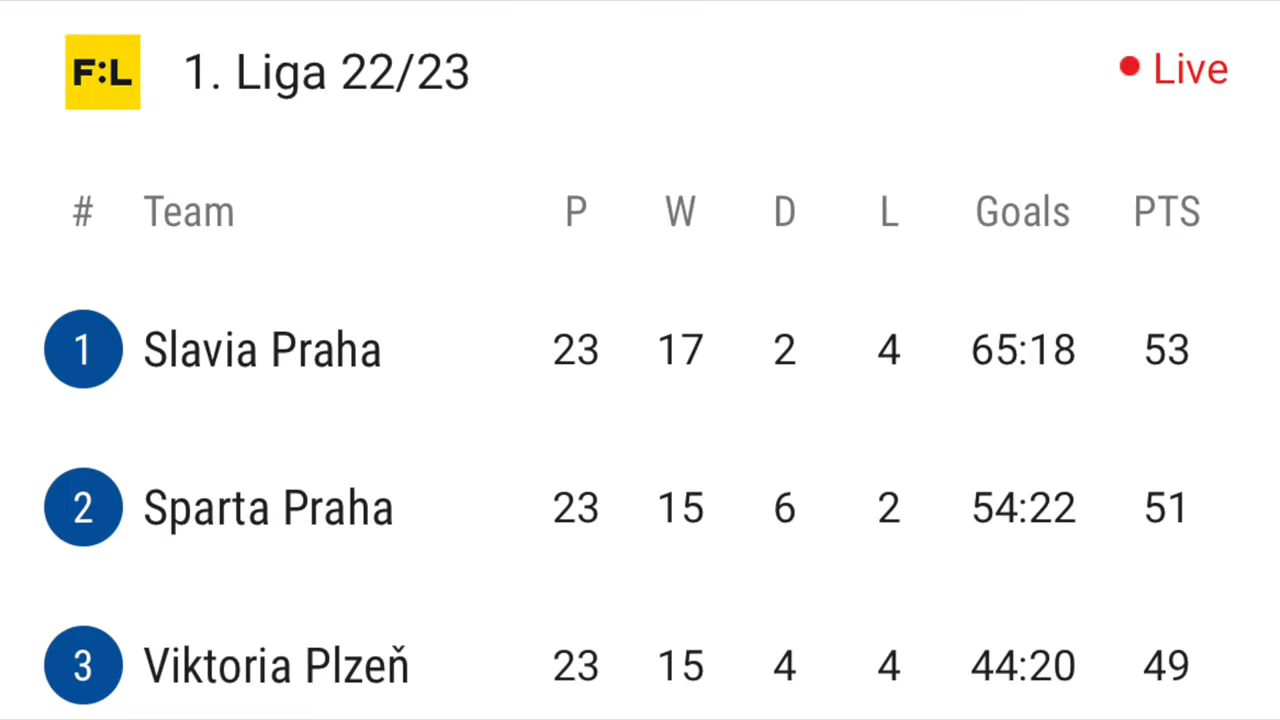 F:L 1. Liga 22/23 Live
# Team P W D L Goals PTS
1 Slavia Praha 23 17 2 4 65:18 53
2 Sparta Praha 23 15 6 2 54:22 51
3 Viktoria Plzeň 23 15 4 4 44:20 49